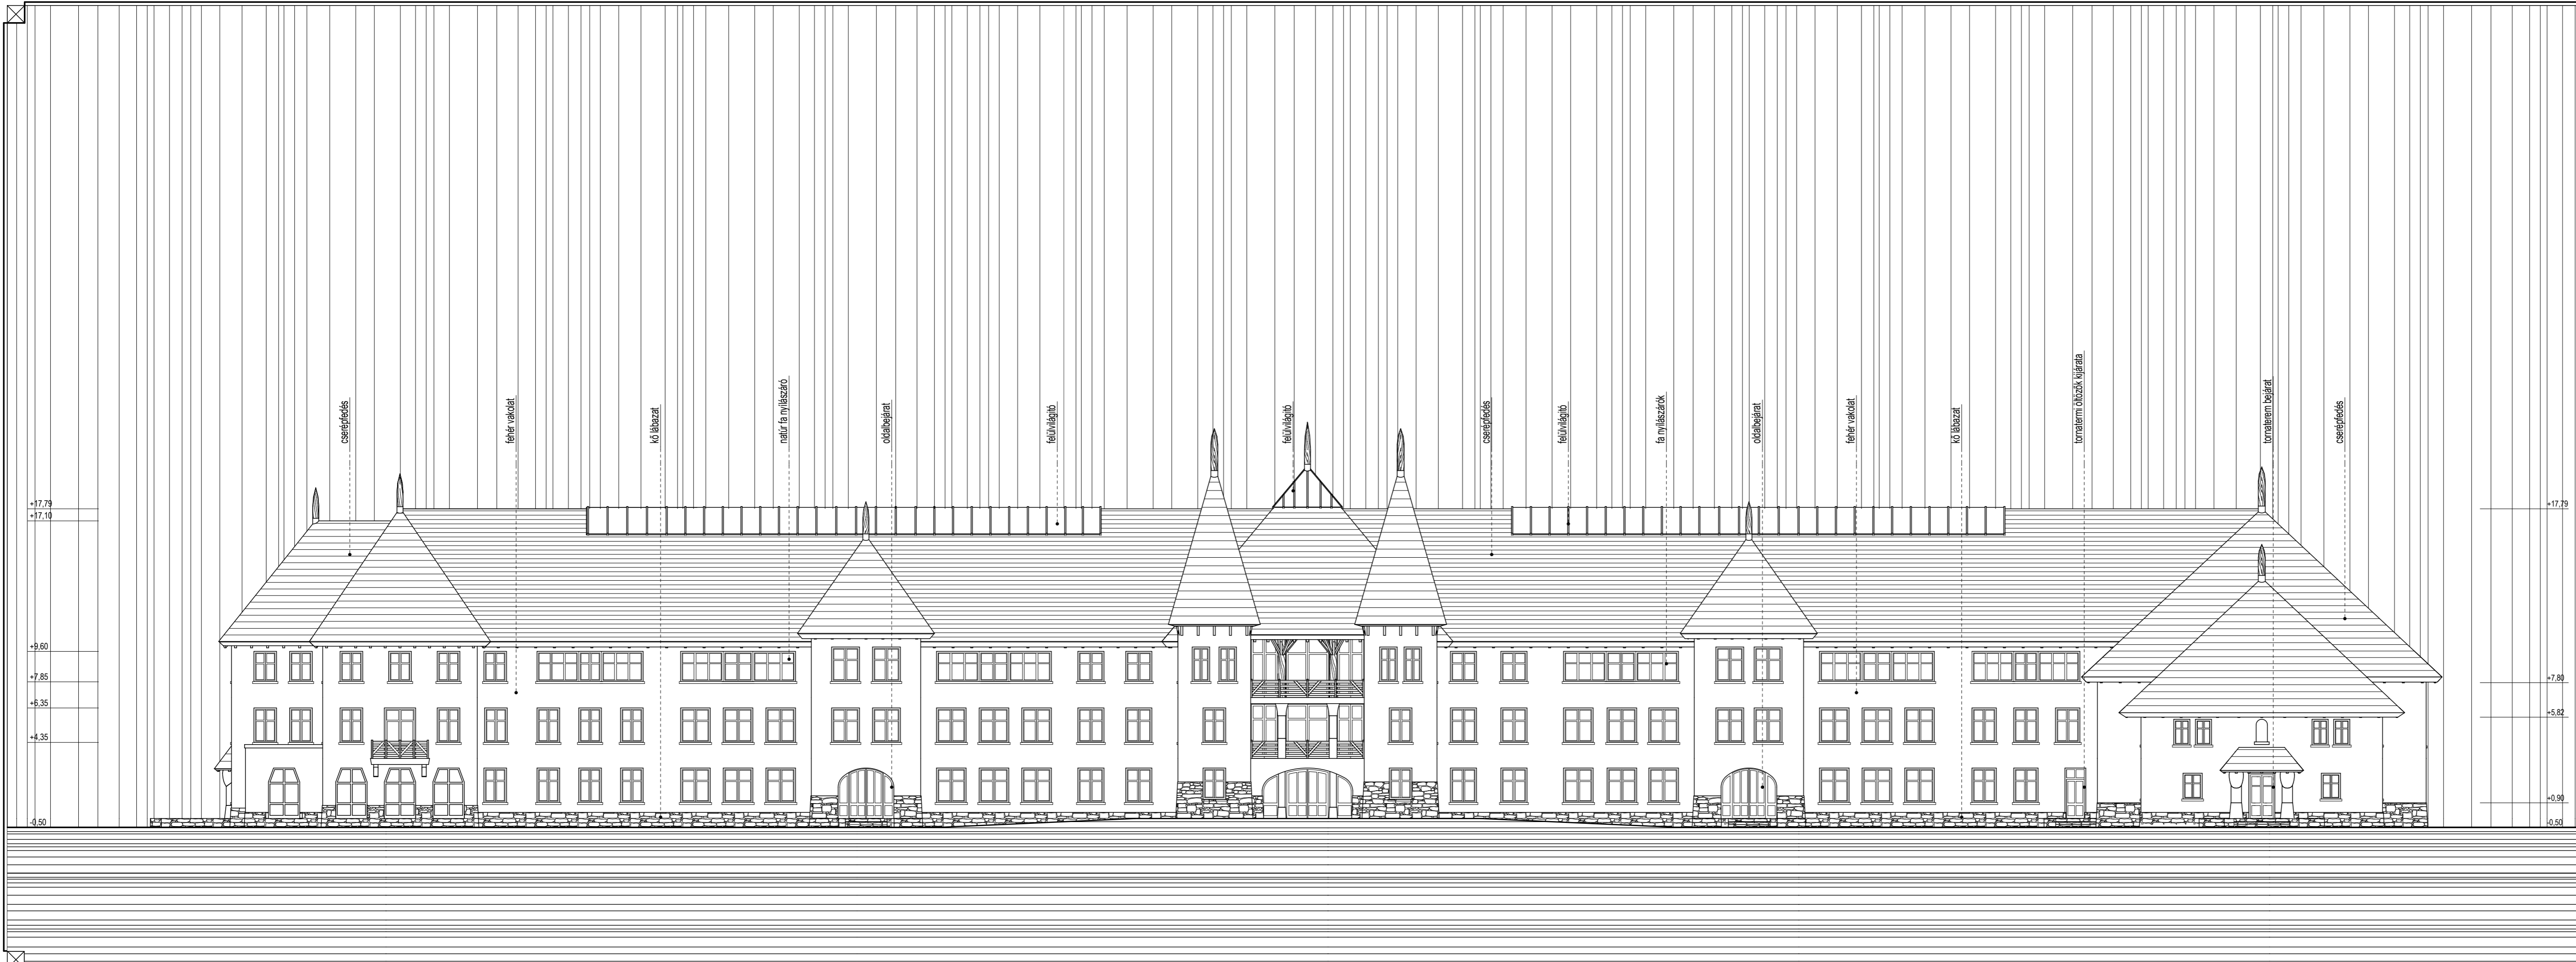 cserépfedés
fehér vakolat
kő lábazat
natúr fa nyílászáró
oldalbejárat
felülvilágító
felülvilágító
cserépfedés
felülvilágító
fa nyílászárók
oldalbejárat
fehér vakolat
kő lábazat
tornatermi öltözők kijárata
tornaterem bejárat
cserépfedés
+17,79
+17,10
+9,60
+7,85
+6,35
+4,35
-0,50
+17,79
+7,80
+5,82
+0,90
-0,50